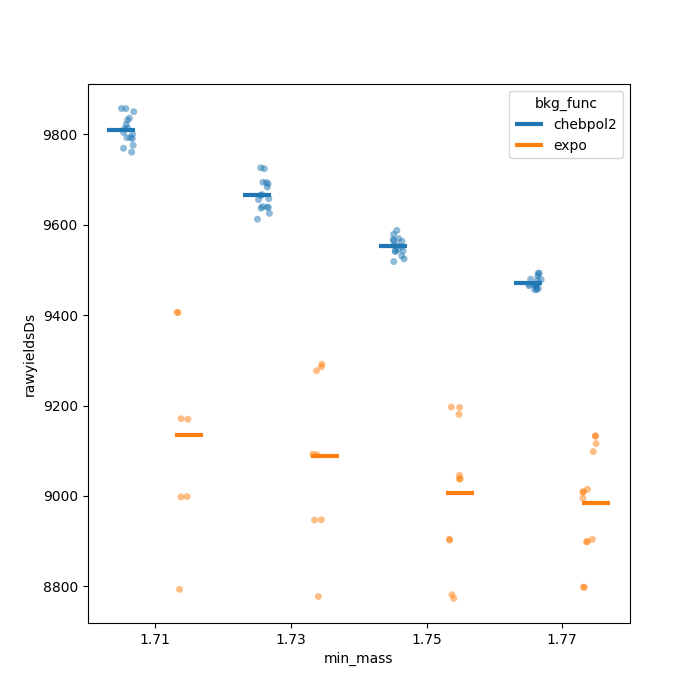 bkg_func
chebpol2
expo
9800
9600
9400
9200
9000
8800
rawyieldsDs
1.71
1.73
1.75
1.77
min_mass